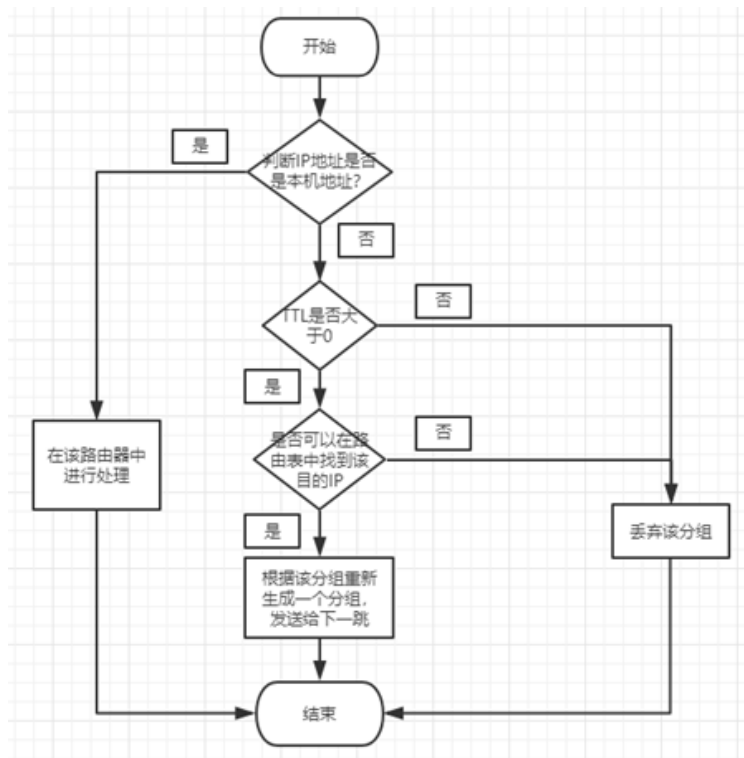 开始
是
判断IP地址是否
是本机地址?
否
否
TTL是否大
于0
是
否
是否可以在路
由表中找到该
目的IP
在该路由器中
进行处理
是
丢弃该分组
根据该分组重新
生成一个分组,
发送给下一跳
结束